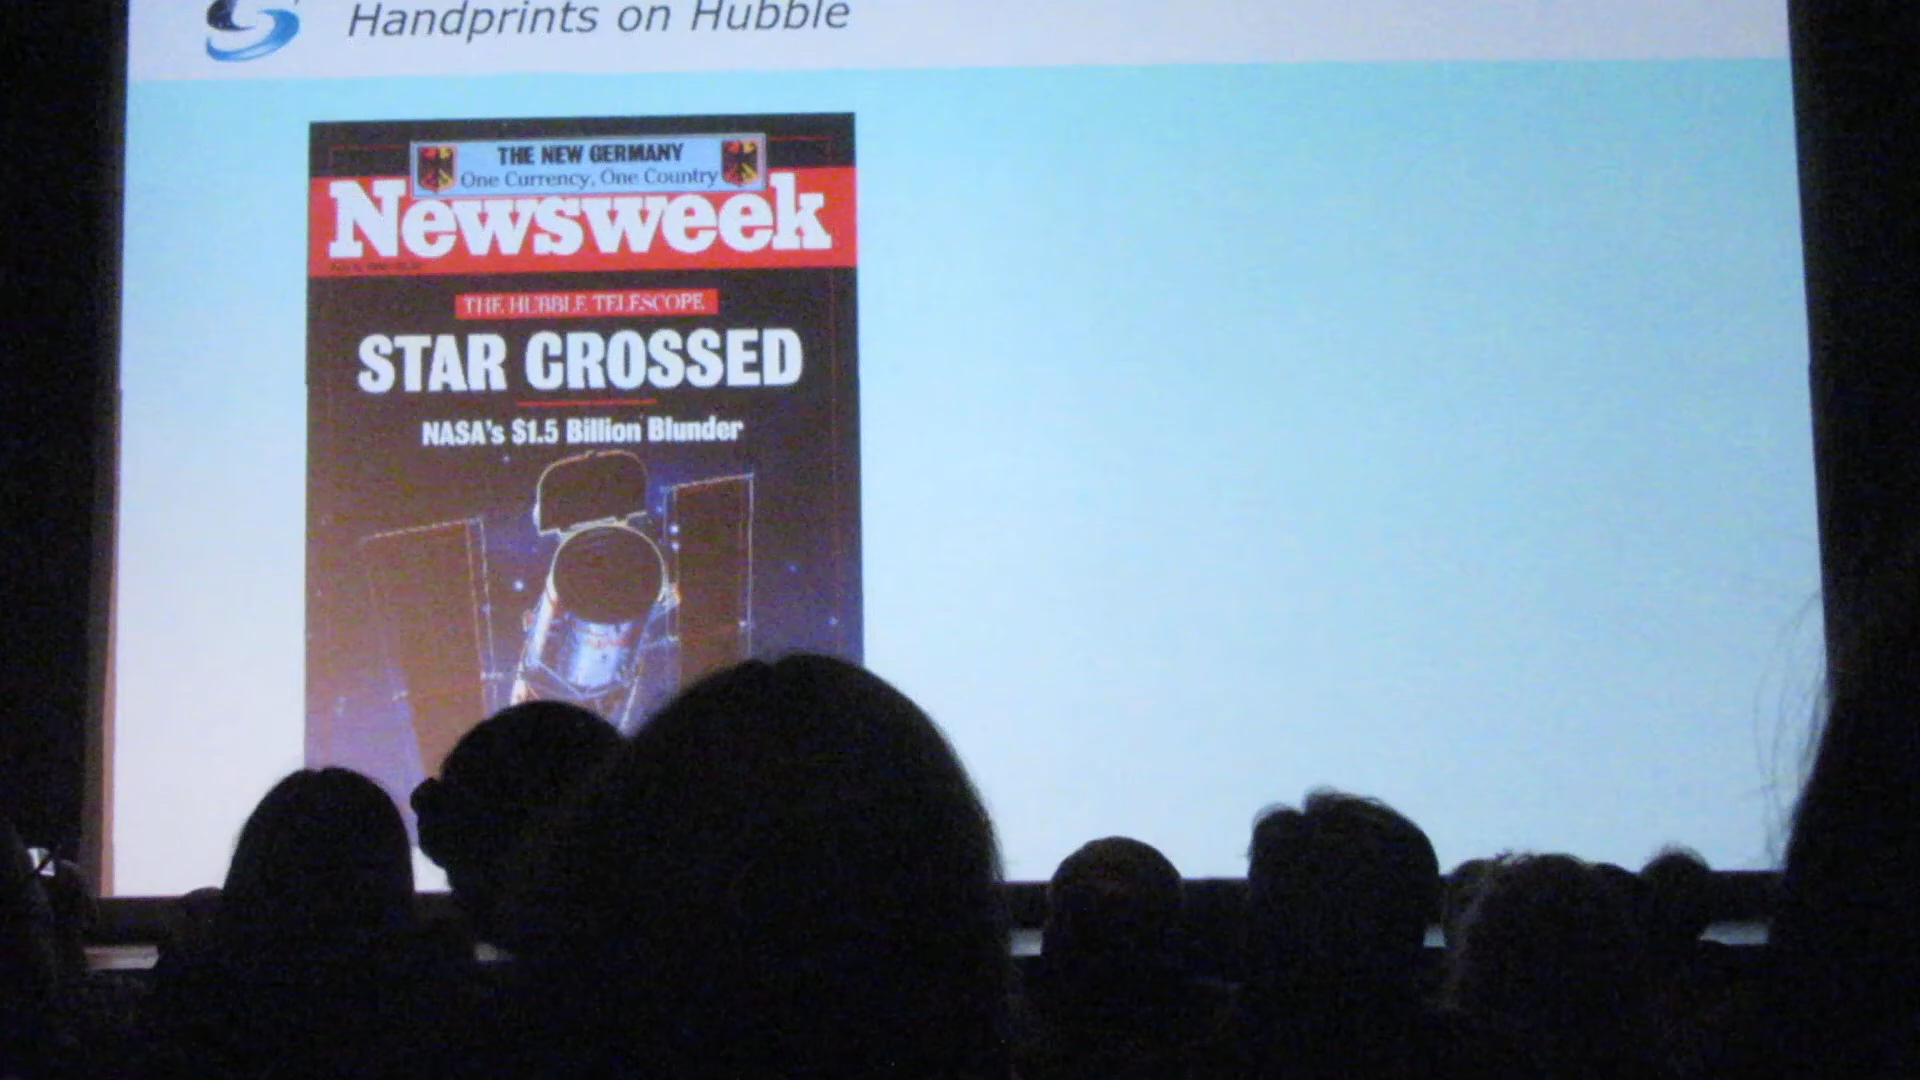 Handprints on Hubble
THE NEW GERMANY
One Currency, One Country
Newsweek
THE HUBBLE TELESCOPE
STAR CROSSED
NASA's $1.5 Billion Blunder